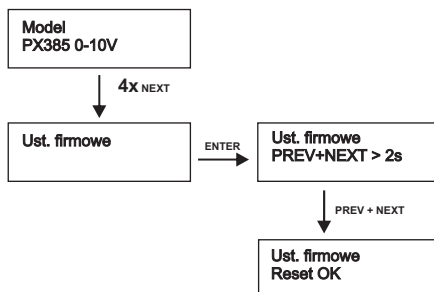 Model
PX385 0-10V
4x NEXT
Ust. firmowe
ENTER
Ust. firmowe
PREV+NEXT > 2s
PREV + NEXT
Ust. firmowe
Reset OK